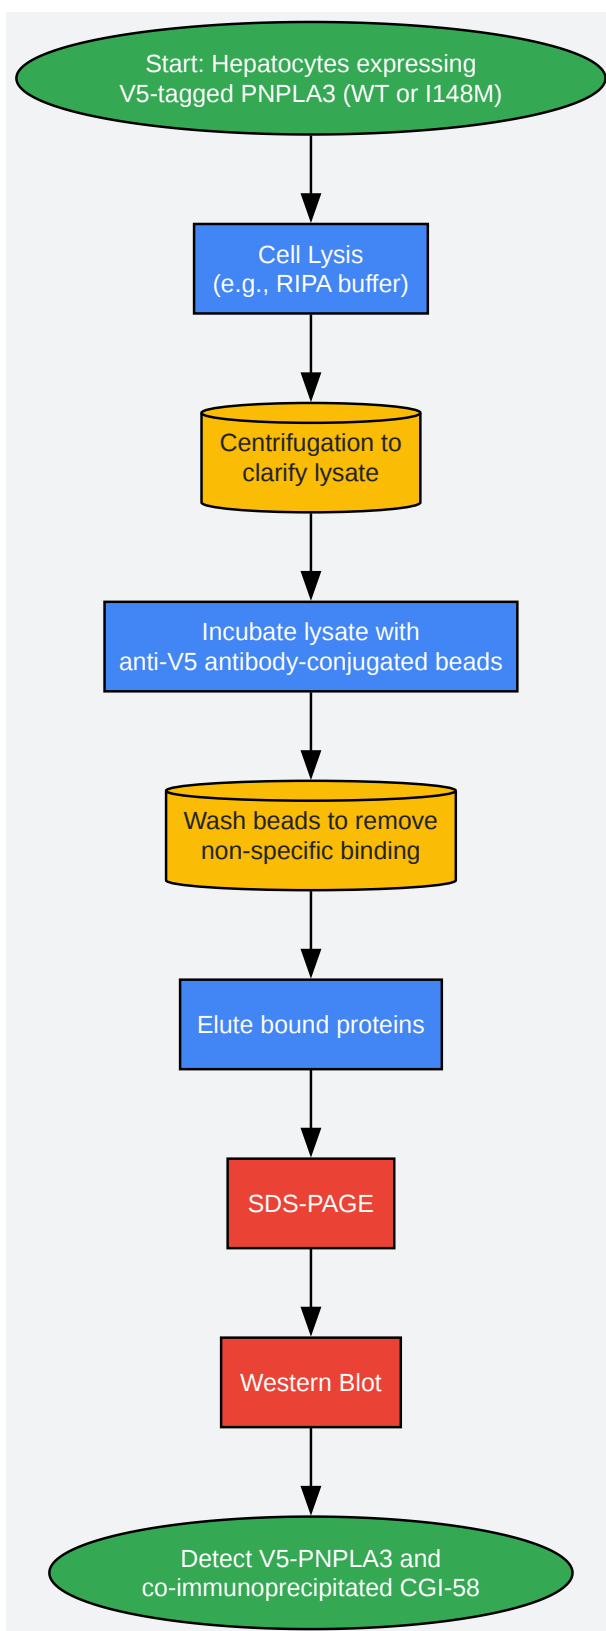 Start: Hepatocytes expressing
V5-tagged PNPLA3 (WT or I148M)
Cell Lysis
(e.g., RIPA buffer)
Centrifugation to
clarify lysate
Incubate lysate with
anti-V5 antibody-conjugated beads
Wash beads to remove
non-specific binding
Elute bound proteins
SDS-PAGE
Western Blot
Detect V5-PNPLA3 and
co-immunoprecipitated CGI-58